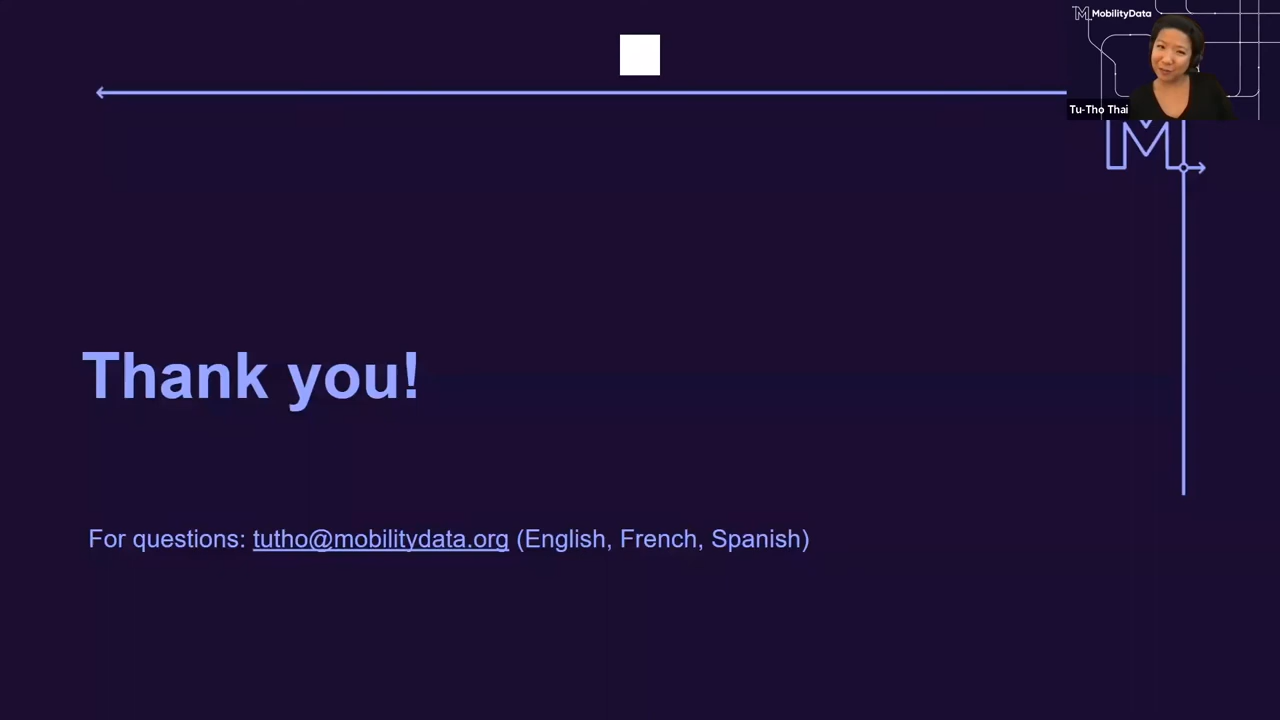 MobilityData
Tu-Tho Thai
M
Thank you!
For questions: tutho@mobilitydata.org (English, French, Spanish)